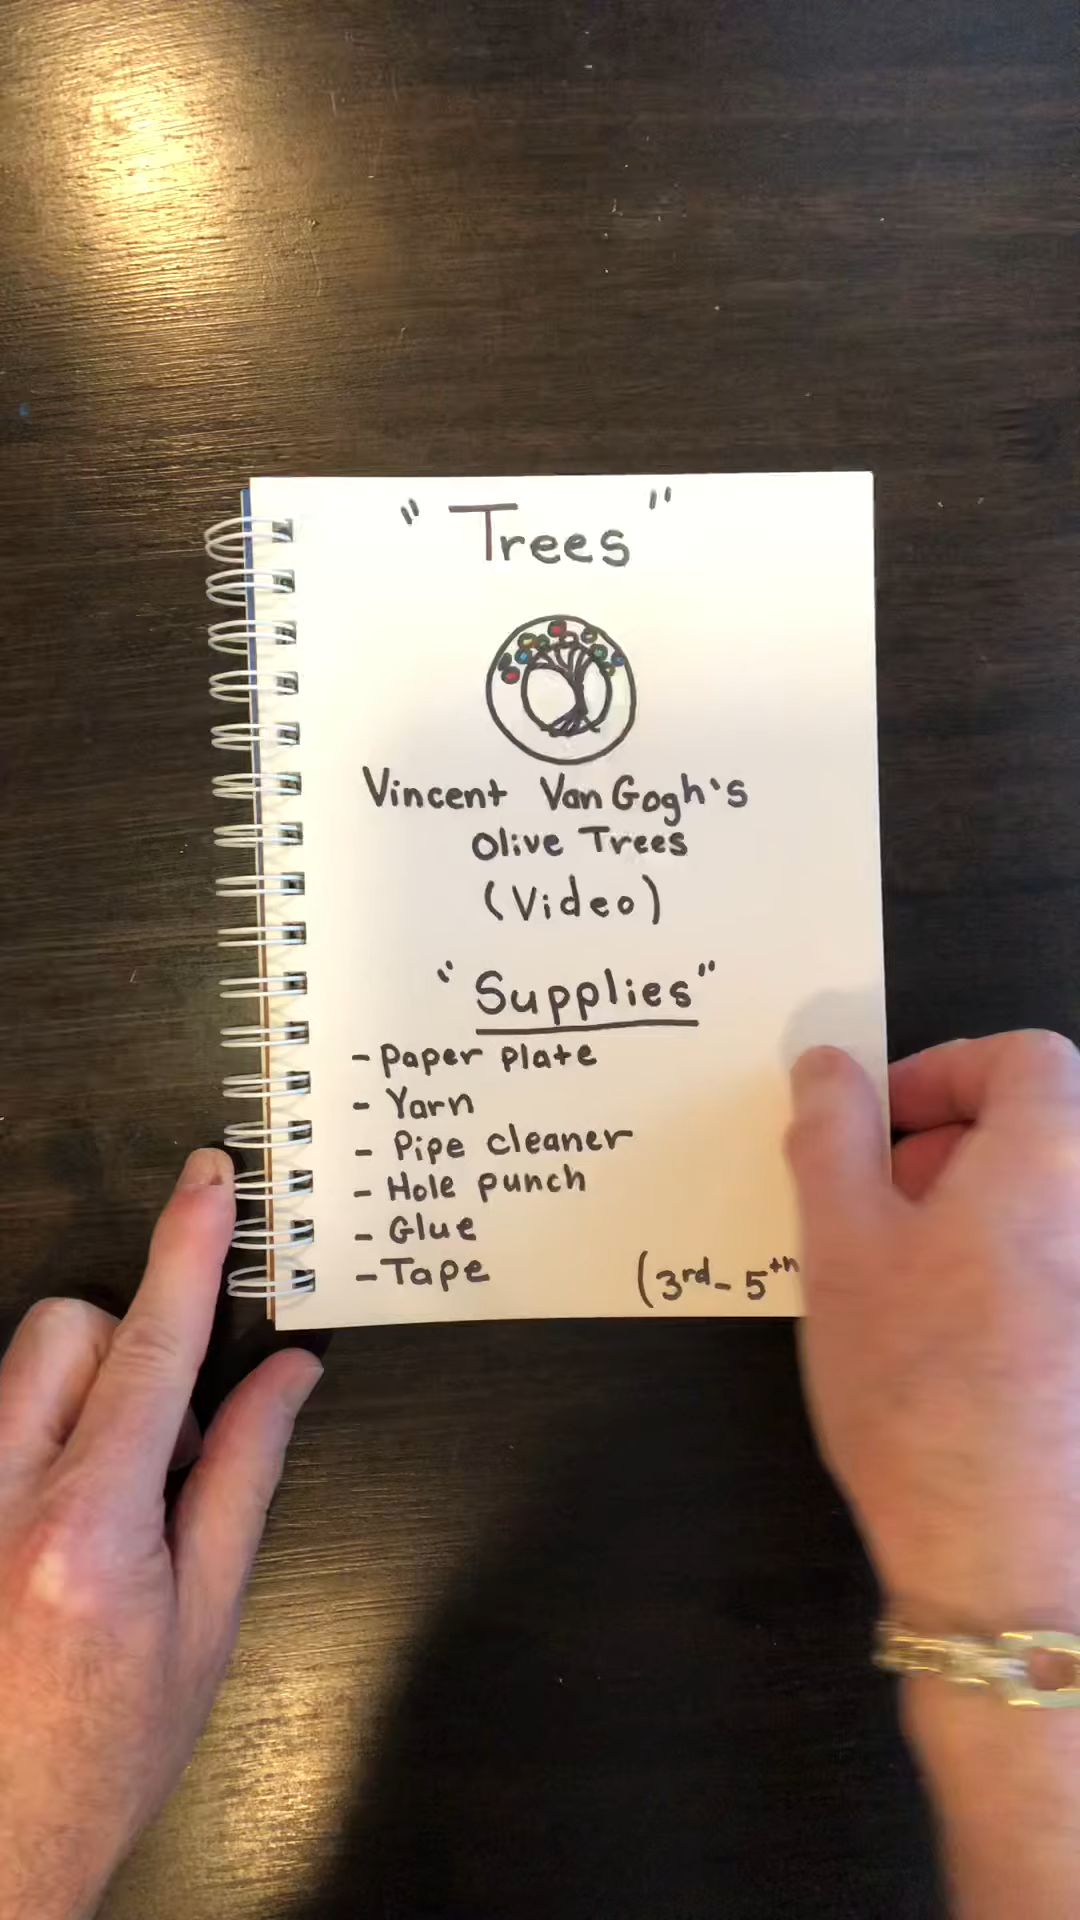 "Trees"
Vincent Van Gogh's
Olive Trees
(Video)
"Supplies"
- Paper plate
- Yarn
- Pipe cleaner
- Hole punch
- Glue
- Tape
(3rd - 5th